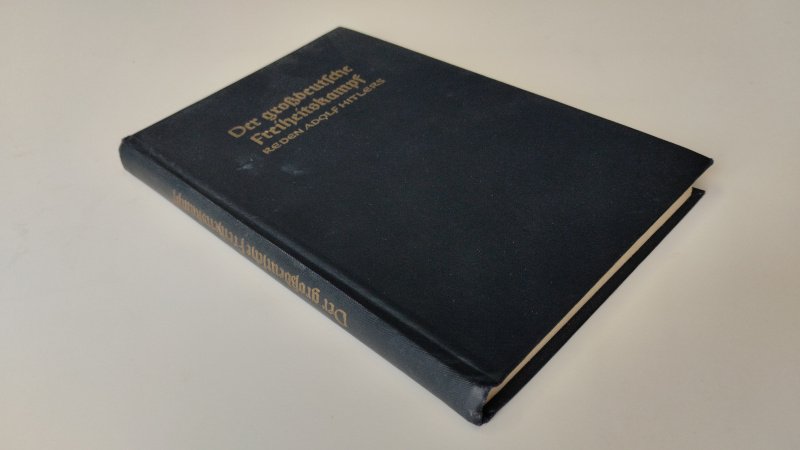 Der großdeutsche
Freiheitskampf
REDEN ADOLF HITLERS
Der großdeutsche Freiheitskampf